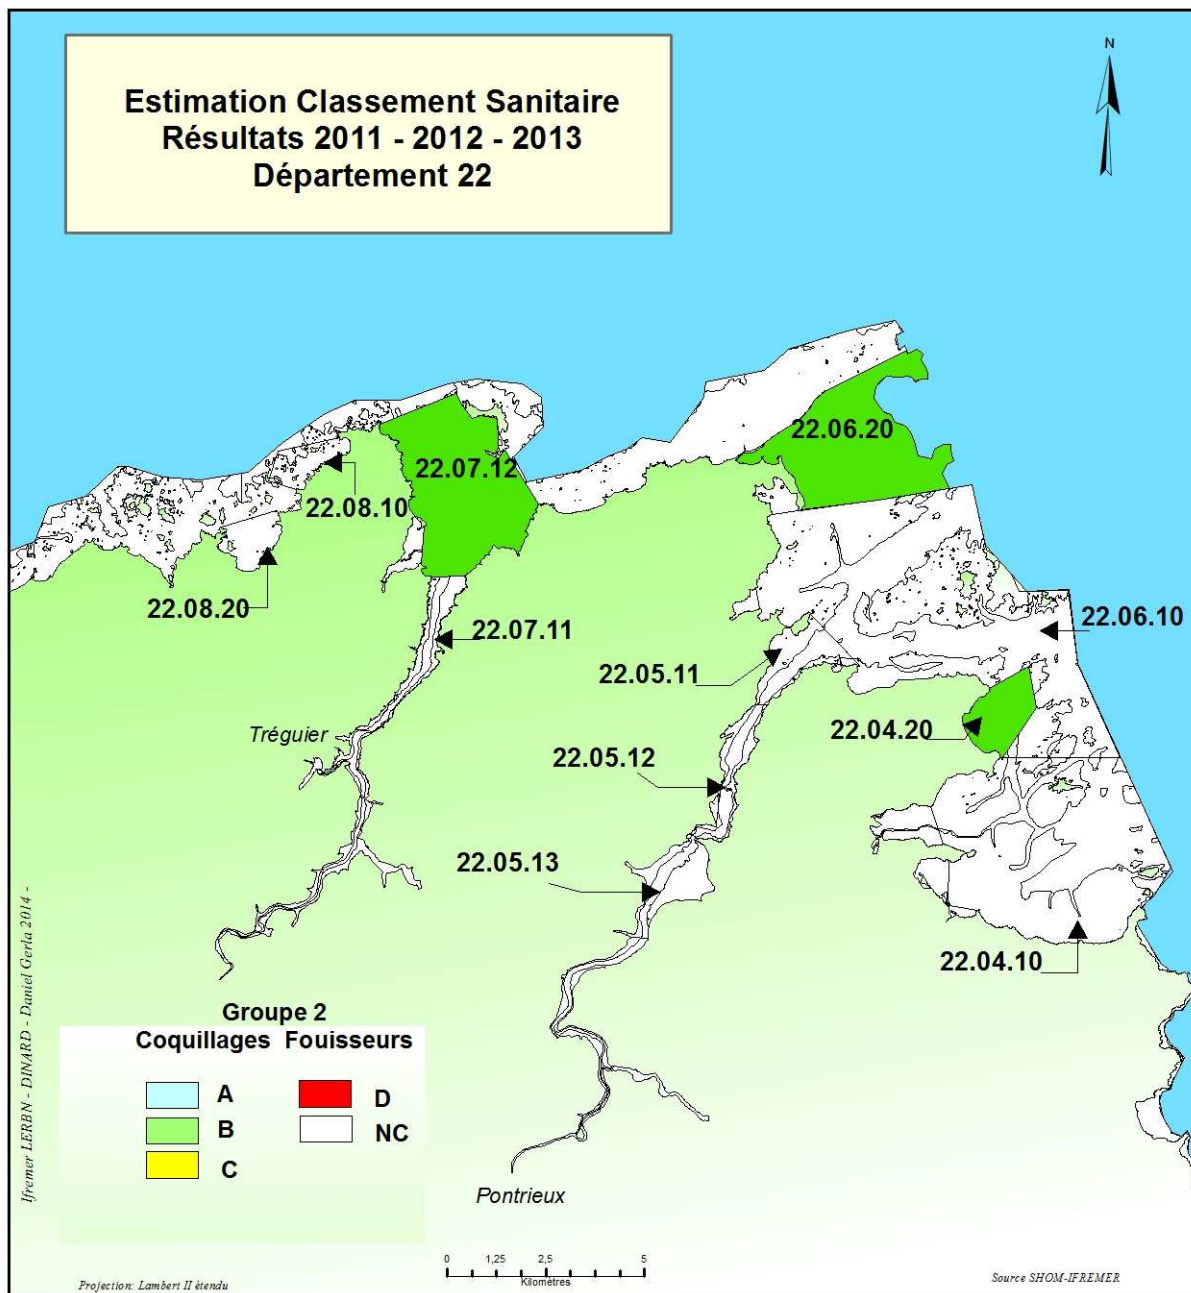 Estimation Classement Sanitaire
Résultats 2011 - 2012 - 2013
Département 22
N
22.06.20
22.07.12
22.08.10
22.08.20
22.07.11
22.06.10
22.05.11
22.04.20
Tréguier
22.05.12
22.05.13
22.04.10
Groupe 2
Coquillages Fouisseurs
A
B
C
D
NC
Pontrieux
0 1,25 2,5 5
Kilomètres
Ifremer LERBN - DINARD - Daniel Gerla 2014 -
Projection: Lambert II étendu
Source SHOM-IFREMER